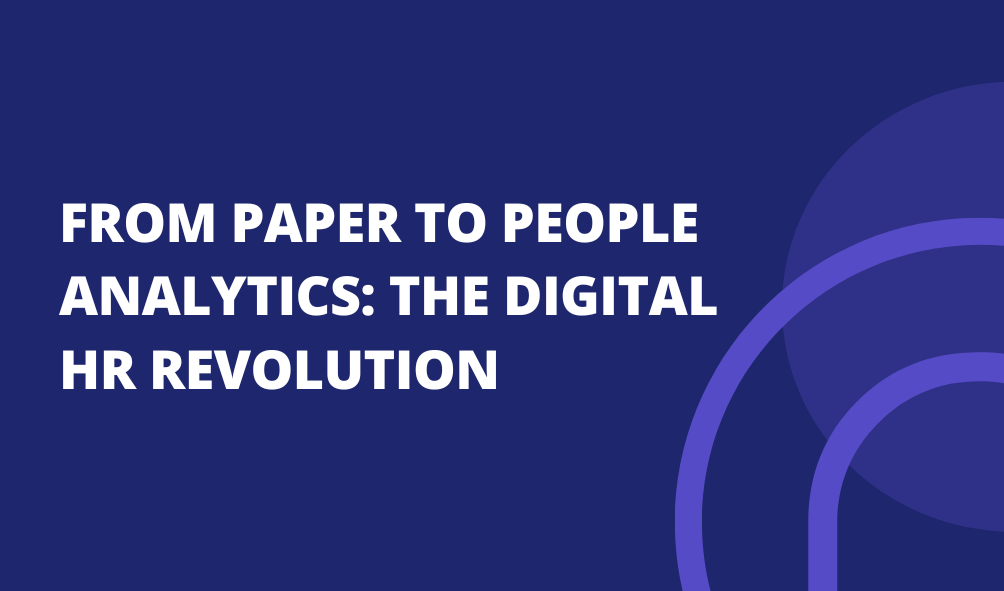 FROM PAPER TO PEOPLE
ANALYTICS: THE DIGITAL
HR REVOLUTION